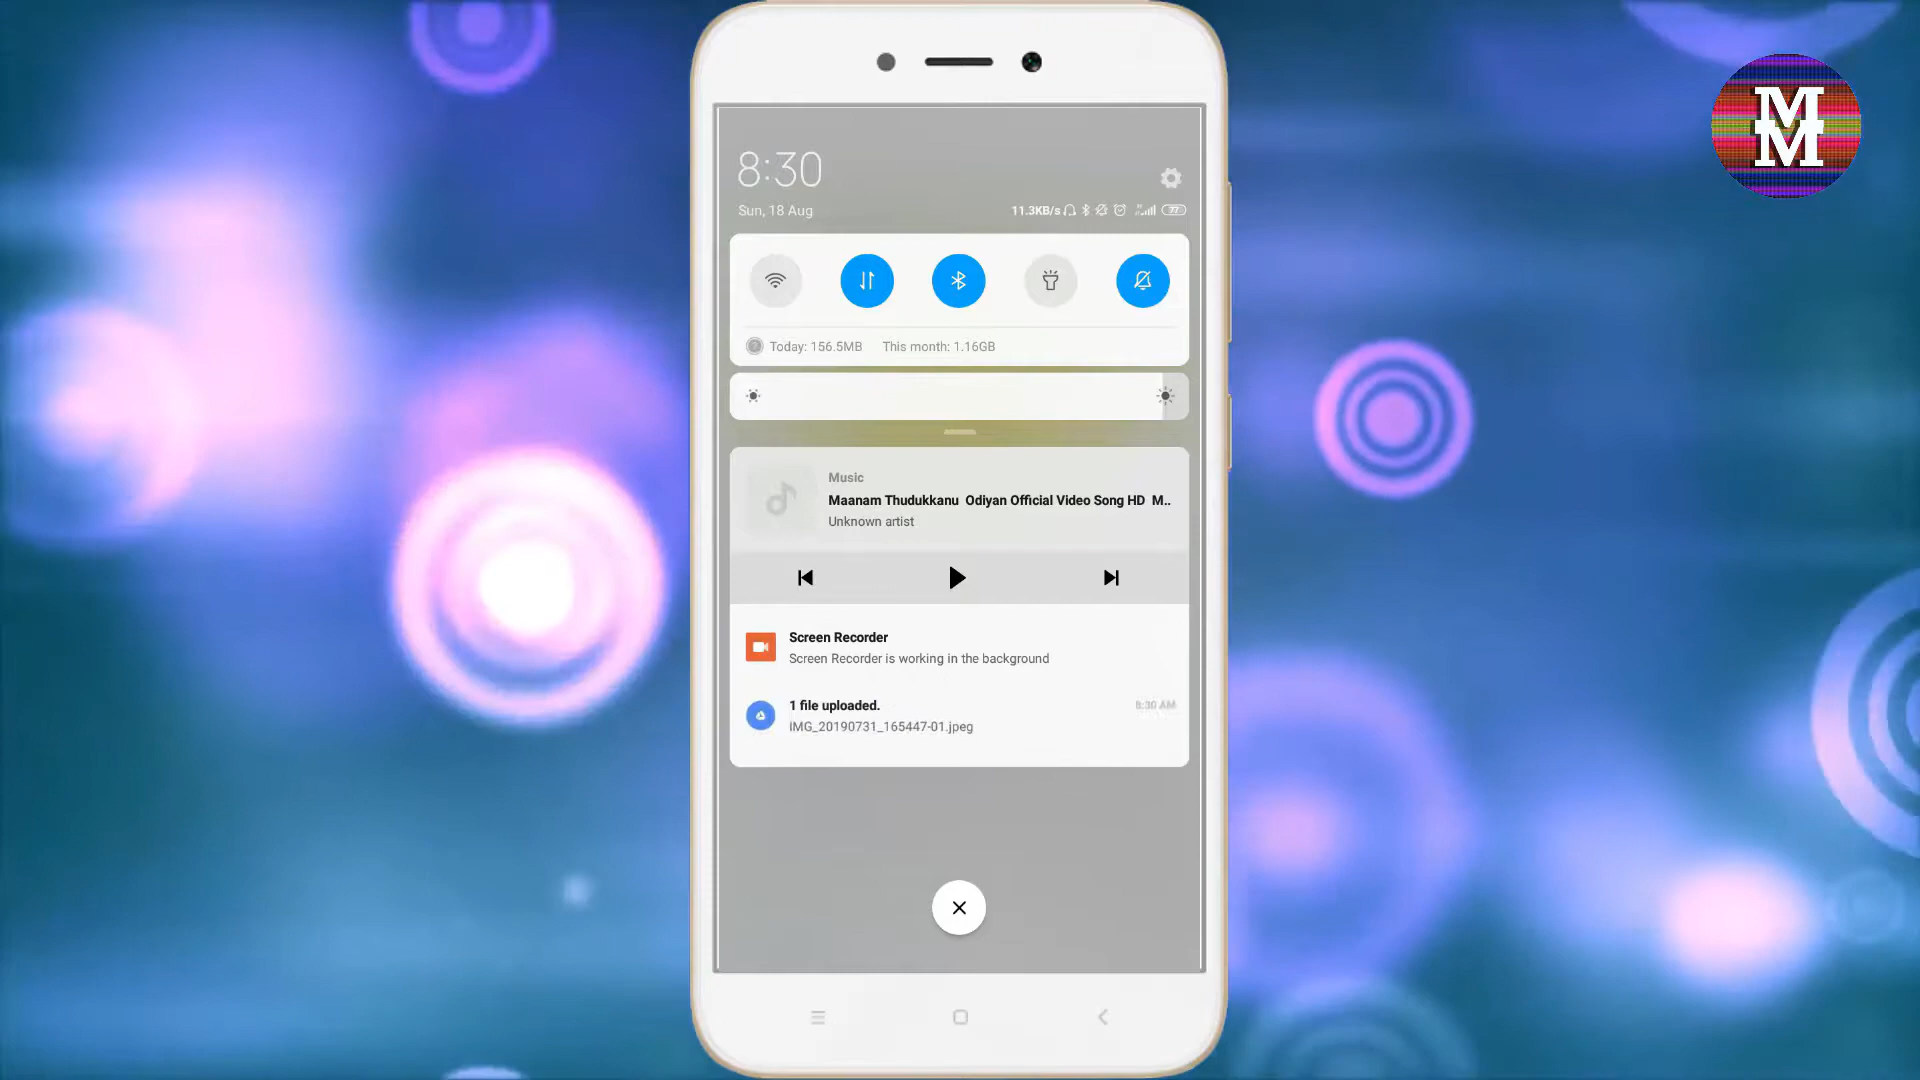 8:30
Sun, 18 Aug
11.3KB/s
77
Today: 156.5MB This month: 1.16GB
Music
Maanam Thudukkanu Odiyan Official Video Song HD M..
Unknown artist
Screen Recorder
Screen Recorder is working in the background
1 file uploaded.
8:30 AM
IMG_20190731_165447-01.jpeg
M
M